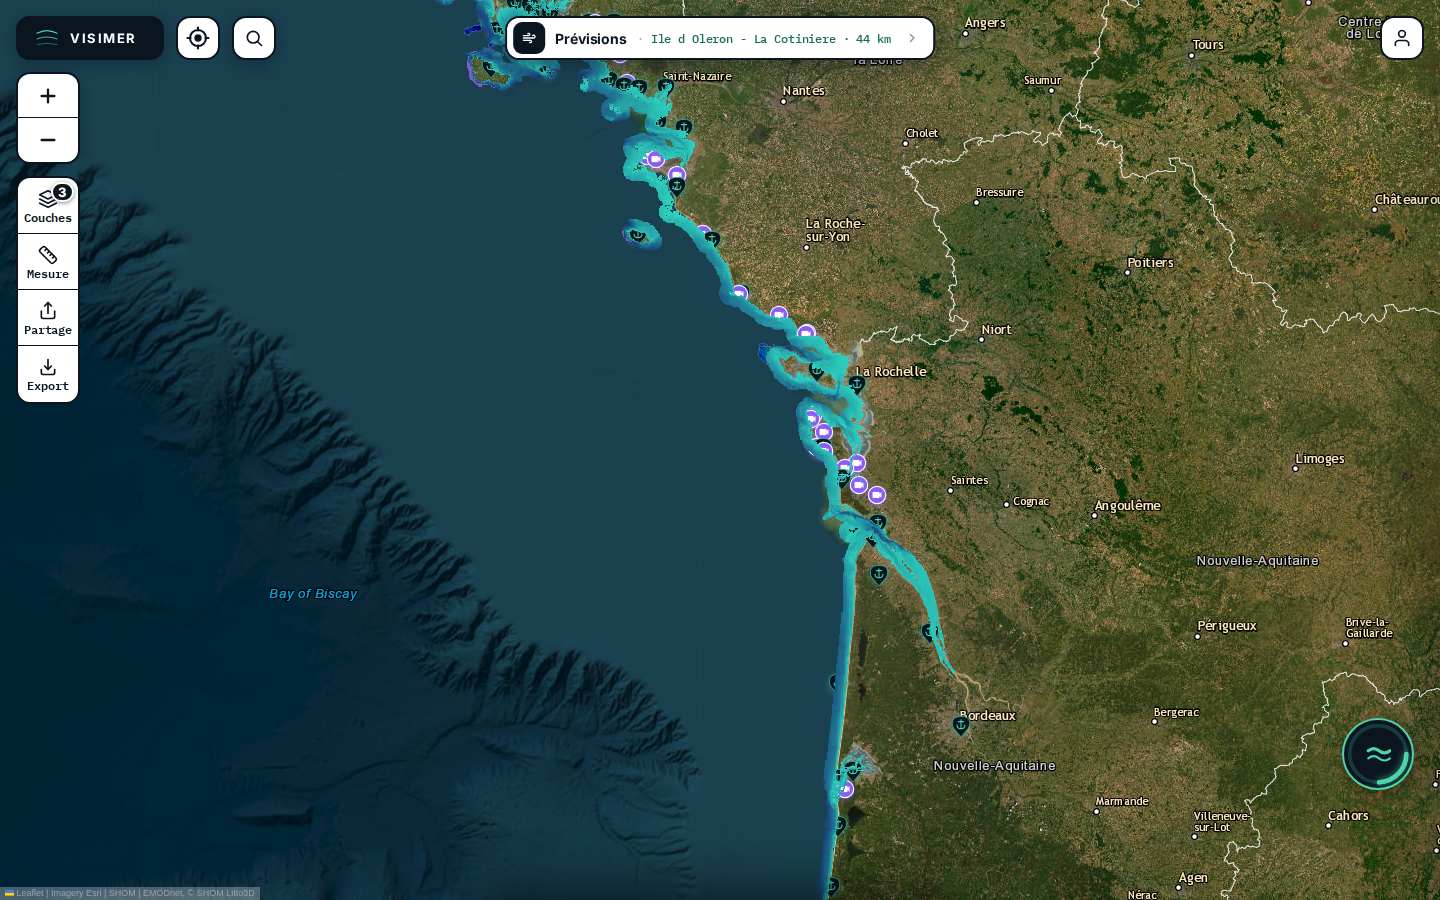 VISIMER
Prévisions · Ile d Oleron - La Cotiniere · 44 km
+
−
3
Couches
Mesure
Partage
Export
Angers
Tours
Centre
de Lo
la Loire
Saint-Nazaire
Nantes
Saumur
Cholet
Bressuire
Châteaurou
La Roche-
sur-Yon
Poitiers
Niort
La Rochelle
Limoges
Saintes
Cognac
Angoulême
Nouvelle-Aquitaine
Bay of Biscay
Périgueux
Brive-la-
Gaillarde
Bordeaux
Bergerac
Nouvelle-Aquitaine
Marmande
Villeneuve-
sur-Lot
Cahors
Agen
Nérac
Leaflet | Imagery Esri | SHOM | EMODnet, © SHOM Litto3D